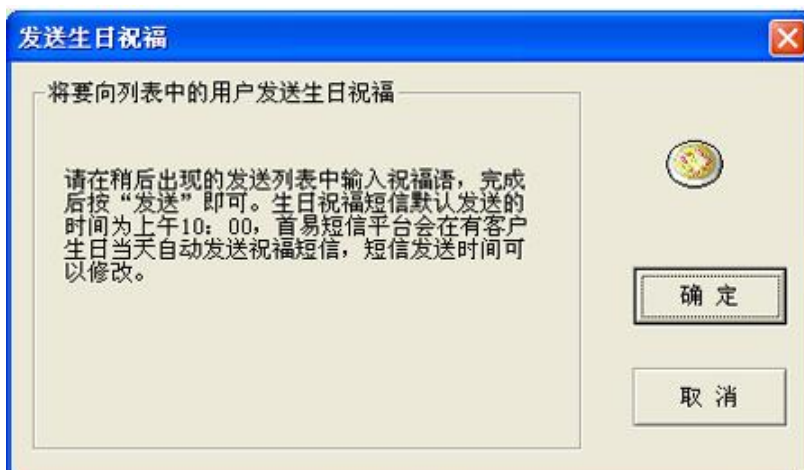 发送生日祝福
将要向列表中的用户发送生日祝福
请在稍后出现的发送列表中输入祝福语，完成
后按“发送”即可。生日祝福短信默认发送的
时间为上午10：00，首易短信平台会在有客户
生日当天自动发送祝福短信，短信发送时间可
以修改。
确 定
取 消